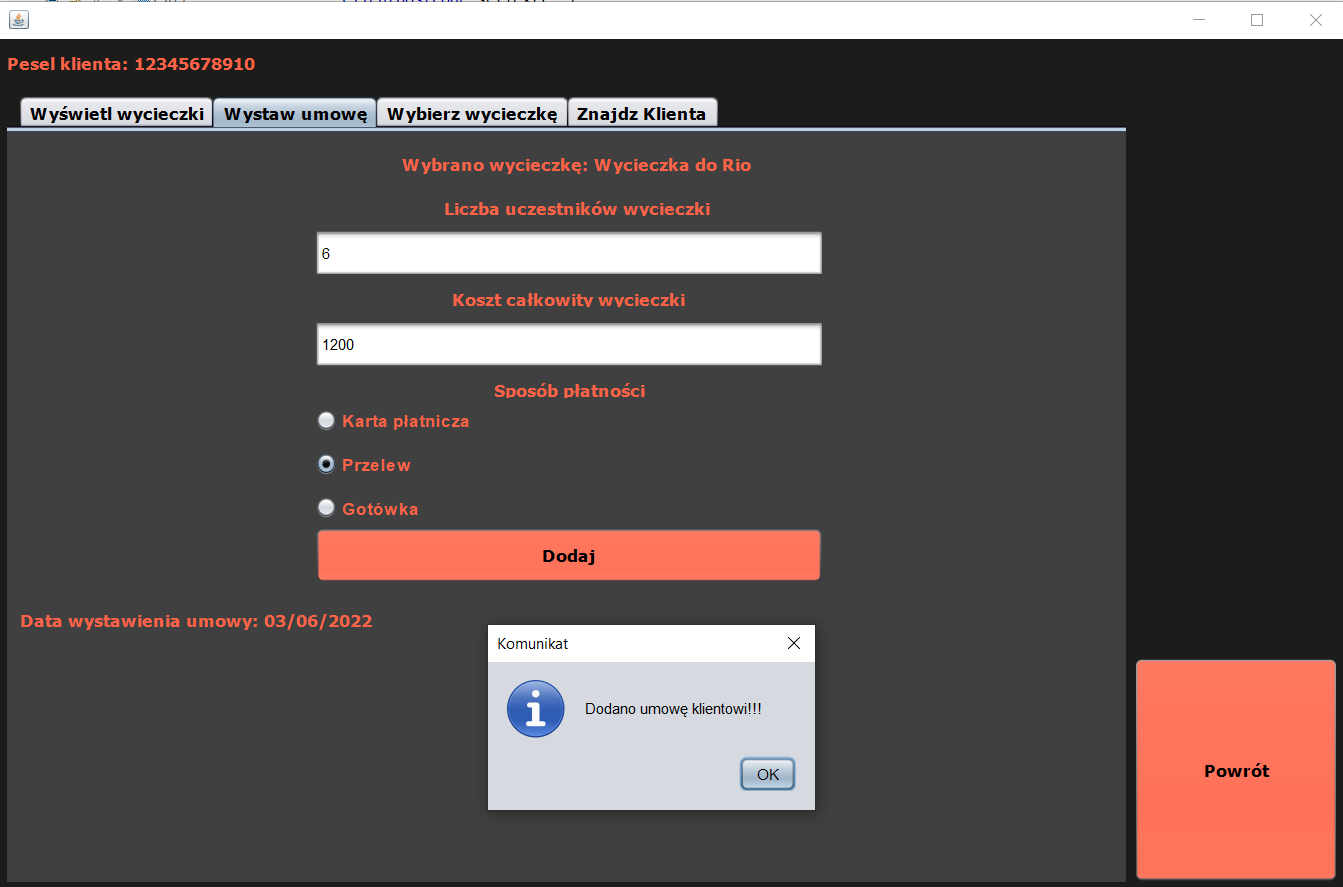 Pesel klienta: 12345678910
Wyświetl wycieczki Wystaw umowę Wybierz wycieczkę Znajdz Klienta
Wybrano wycieczkę: Wycieczka do Rio
Liczba uczestników wycieczki
6
Koszt całkowity wycieczki
1200
Sposób płatności
Karta płatnicza
Przelew
Gotówka
Dodaj
Data wystawienia umowy: 03/06/2022
Komunikat
Dodano umowę klientowi!!!
OK
Powrót